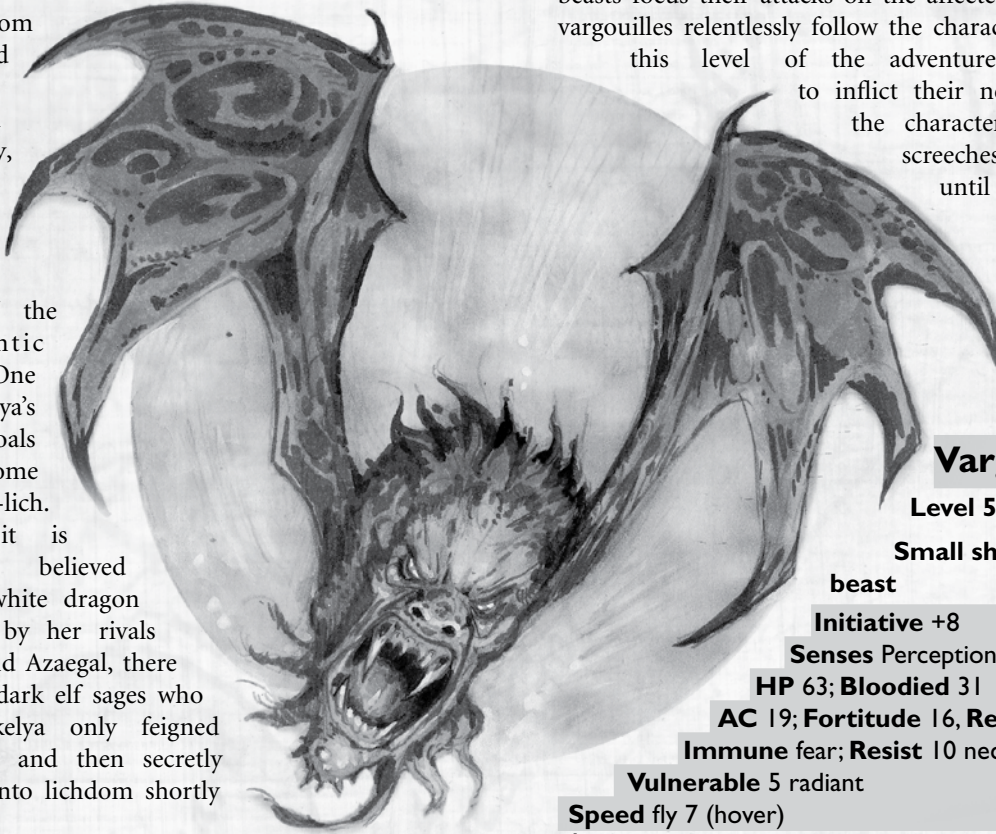 om
d
y,
the
ntic
One
ya's
oals
ome
-lich.
it is
believed
white dragon
by her rivals
d Azaegal, there
dark elf sages who
kelya only feigned
and then secretly
nto lichdom shortly
beasts focus their attacks on the affecte
vargouilles relentlessly follow the charac
this level of the adventure
to inflict their n
the character
screeches
until
Var
Level 5
Small sh
beast
Initiative +8
Senses Perception
HP 63; Bloodied 31
AC 19; Fortitude 16, Re
Immune fear; Resist 10 nec
Vulnerable 5 radiant
Speed fly 7 (hover)